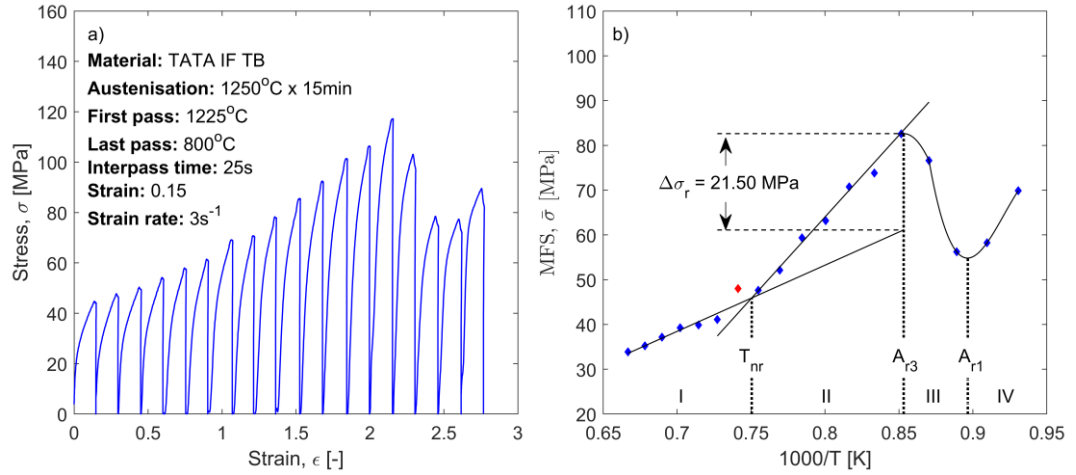 a)
Material: TATA IF TB
Austenisation: 1250°C x 15min
First pass: 1225°C
Last pass: 800°C
Interpass time: 25s
Strain: 0.15
Strain rate: 3s⁻¹
Stress, σ [MPa]
160
140
120
100
80
60
40
20
0
0 0.5 1 1.5 2 2.5 3
Strain, ϵ [-]
b)
Δσr = 21.50 MPa
Tnr
Ar3
Ar1
I II III IV
MFS, σ̄ [MPa]
100
90
80
70
60
50
40
30
20
0.65 0.7 0.75 0.8 0.85 0.9 0.95
1000/T [K]